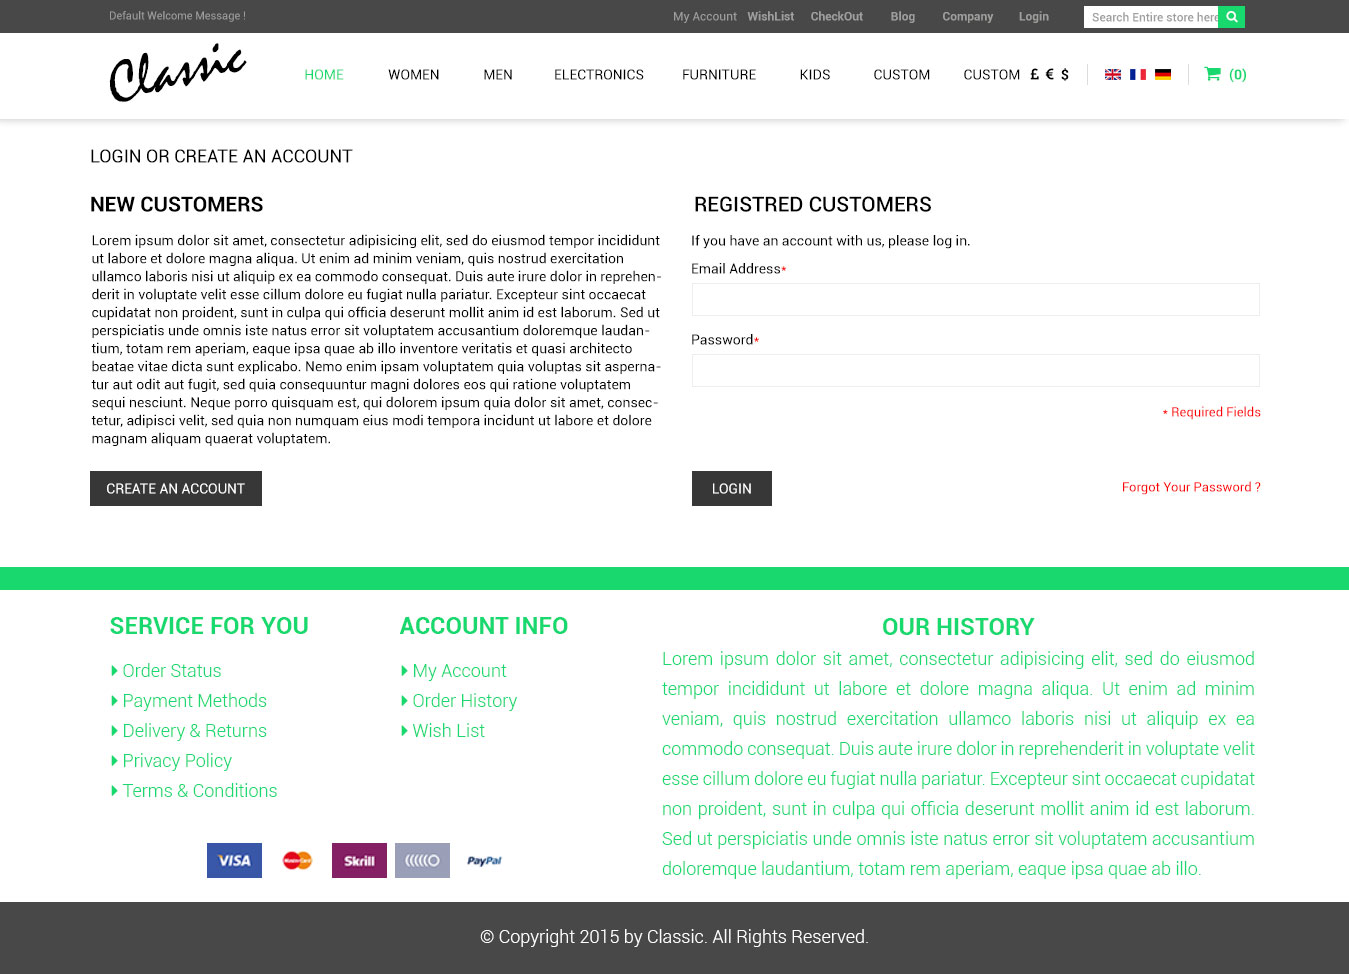 Default Welcome Message !
My Account WishList CheckOut Blog Company Login Search Entire store here
Classic
HOME WOMEN MEN ELECTRONICS FURNITURE KIDS CUSTOM CUSTOM £ € $ (0)
LOGIN OR CREATE AN ACCOUNT
NEW CUSTOMERS
Lorem ipsum dolor sit amet, consectetur adipisicing elit, sed do eiusmod tempor incididunt
ut labore et dolore magna aliqua. Ut enim ad minim veniam, quis nostrud exercitation
ullamco laboris nisi ut aliquip ex ea commodo consequat. Duis aute irure dolor in reprehen-
derit in voluptate velit esse cillum dolore eu fugiat nulla pariatur. Excepteur sint occaecat
cupidatat non proident, sunt in culpa qui officia deserunt mollit anim id est laborum. Sed ut
perspiciatis unde omnis iste natus error sit voluptatem accusantium doloremque laudan-
tium, totam rem aperiam, eaque ipsa quae ab illo inventore veritatis et quasi architecto
beatae vitae dicta sunt explicabo. Nemo enim ipsam voluptatem quia voluptas sit asperna-
tur aut odit aut fugit, sed quia consequuntur magni dolores eos qui ratione voluptatem
sequi nesciunt. Neque porro quisquam est, qui dolorem ipsum quia dolor sit amet, consec-
tetur, adipisci velit, sed quia non numquam eius modi tempora incidunt ut labore et dolore
magnam aliquam quaerat voluptatem.
CREATE AN ACCOUNT
REGISTRED CUSTOMERS
If you have an account with us, please log in.
Email Address*
Password*
* Required Fields
LOGIN
Forgot Your Password ?
SERVICE FOR YOU
Order Status
Payment Methods
Delivery & Returns
Privacy Policy
Terms & Conditions
ACCOUNT INFO
My Account
Order History
Wish List
VISA MasterCard Skrill PayPal
OUR HISTORY
Lorem ipsum dolor sit amet, consectetur adipisicing elit, sed do eiusmod
tempor incididunt ut labore et dolore magna aliqua. Ut enim ad minim
veniam, quis nostrud exercitation ullamco laboris nisi ut aliquip ex ea
commodo consequat. Duis aute irure dolor in reprehenderit in voluptate velit
esse cillum dolore eu fugiat nulla pariatur. Excepteur sint occaecat cupidatat
non proident, sunt in culpa qui officia deserunt mollit anim id est laborum.
Sed ut perspiciatis unde omnis iste natus error sit voluptatem accusantium
doloremque laudantium, totam rem aperiam, eaque ipsa quae ab illo.
© Copyright 2015 by Classic. All Rights Reserved.